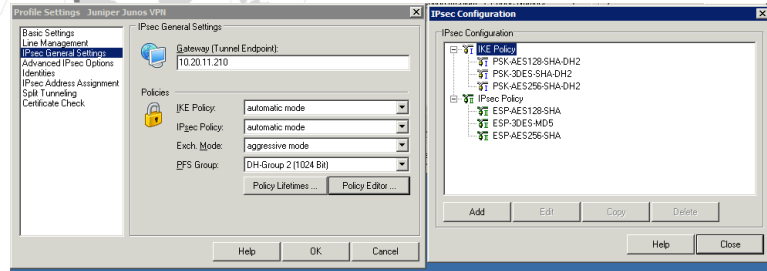 Profile Settings Juniper Junos VPN
Basic Settings
Line Management
IPsec General Settings
Advanced IPsec Options
Identities
IPsec Address Assignment
Split Tunneling
Certificate Check
IPsec General Settings
Gateway (Tunnel Endpoint):
10.20.11.210
Policies
IKE Policy: automatic mode
IPsec Policy: automatic mode
Exch. Mode: aggressive mode
PFS Group: DH-Group 2 (1024 Bit)
Policy Lifetimes ... Policy Editor ...
Help OK Cancel
IPsec Configuration
IPsec Configuration
IKE Policy
PSK-AES128-SHA-DH2
PSK-3DES-SHA-DH2
PSK-AES256-SHA-DH2
IPsec Policy
ESP-AES128-SHA
ESP-3DES-MD5
ESP-AES256-SHA
Add Edit Copy Delete
Help Close